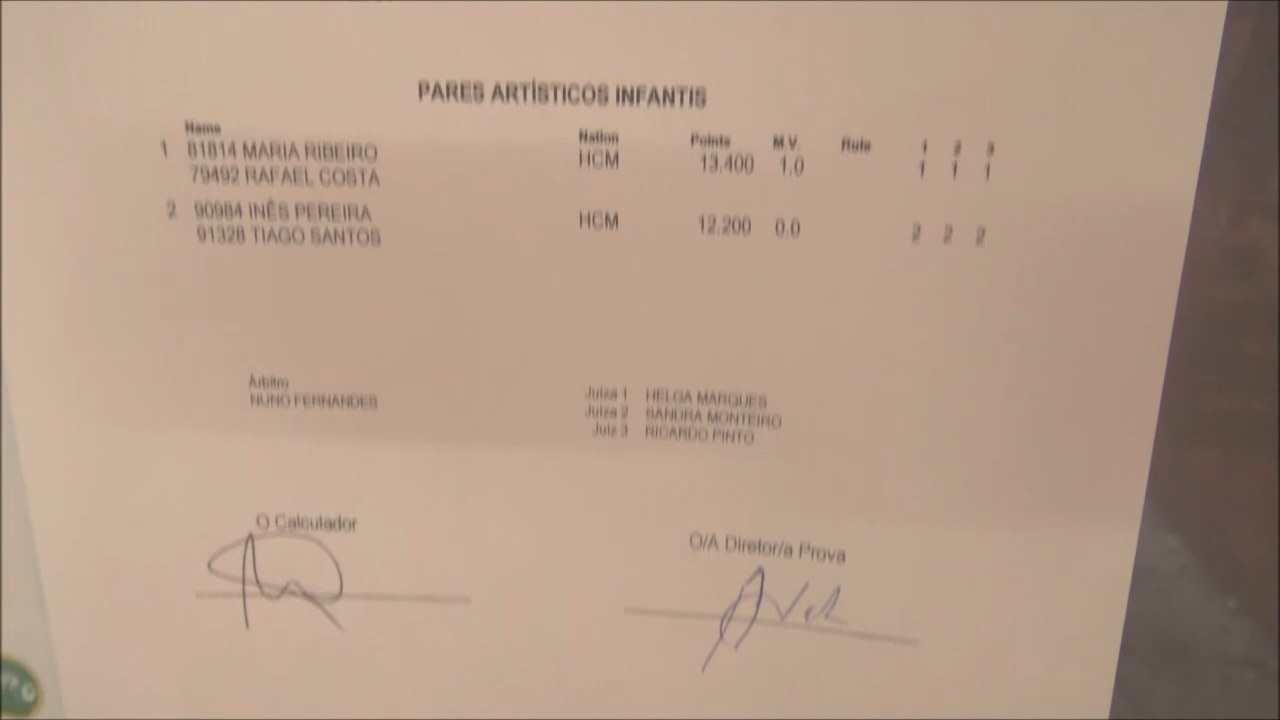 PARES ARTÍSTICOS INFANTIS
Name Nation Points M.V. Rule 1 2 3
1 81814 MARIA RIBEIRO HCM 13.400 1.0 1 1 1
79492 RAFAEL COSTA
2 90984 INÊS PEREIRA HCM 12.200 0.0 2 2 2
91328 TIAGO SANTOS
Árbitro
NUNO FERNANDES
Juíza 1 HELGA MARQUES
Juíza 2 SANDRA MONTEIRO
Juiz 3 RICARDO PINTO
O Calculador
O/A Diretor/a Prova